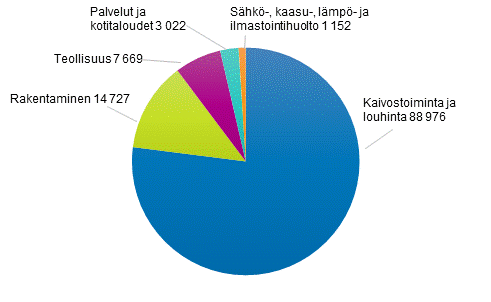 Palvelut ja
kotitaloudet 3 022
Sähkö-, kaasu-, lämpö- ja
ilmastointihuolto 1 152
Teollisuus 7 669
Rakentaminen 14 727
Kaivostoiminta ja
louhinta 88 976